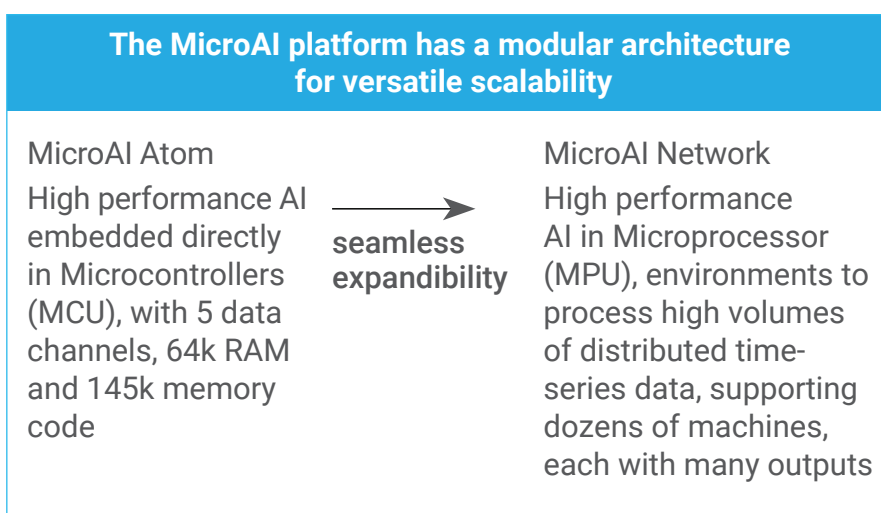 The MicroAI platform has a modular architecture
for versatile scalability
MicroAI Atom
High performance AI
embedded directly
in Microcontrollers
(MCU), with 5 data
channels, 64k RAM
and 145k memory
code
seamless
expandibility
MicroAI Network
High performance
AI in Microprocessor
(MPU), environments to
process high volumes
of distributed time-
series data, supporting
dozens of machines,
each with many outputs